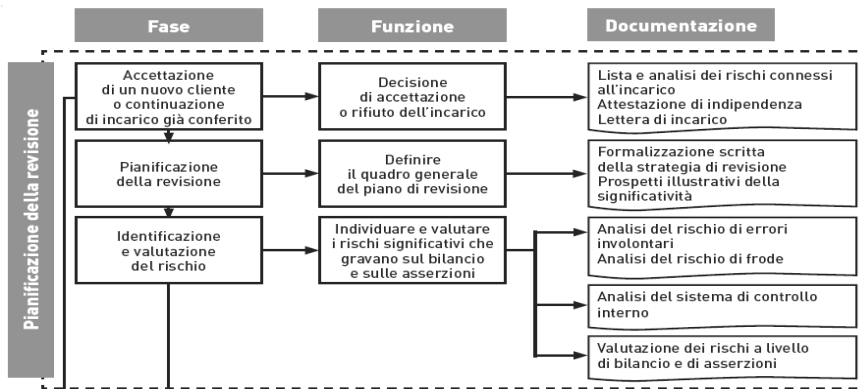 Fase
Funzione
Documentazione
Pianificazione della revisione
Accettazione
di un nuovo cliente
o continuazione
di incarico già conferito
Decisione
di accettazione
o rifiuto dell'incarico
Lista e analisi dei rischi connessi
all'incarico
Attestazione di indipendenza
Lettera di incarico
Pianificazione
della revisione
Definire
il quadro generale
del piano di revisione
Formalizzazione scritta
della strategia di revisione
Prospetti illustrativi della
significatività
Identificazione
e valutazione
del rischio
Individuare e valutare
i rischi significativi che
gravano sul bilancio
e sulle asserzioni
Analisi del rischio di errori
involontari
Analisi del rischio di frode
Analisi del sistema di controllo
interno
Valutazione dei rischi a livello
di bilancio e di asserzioni